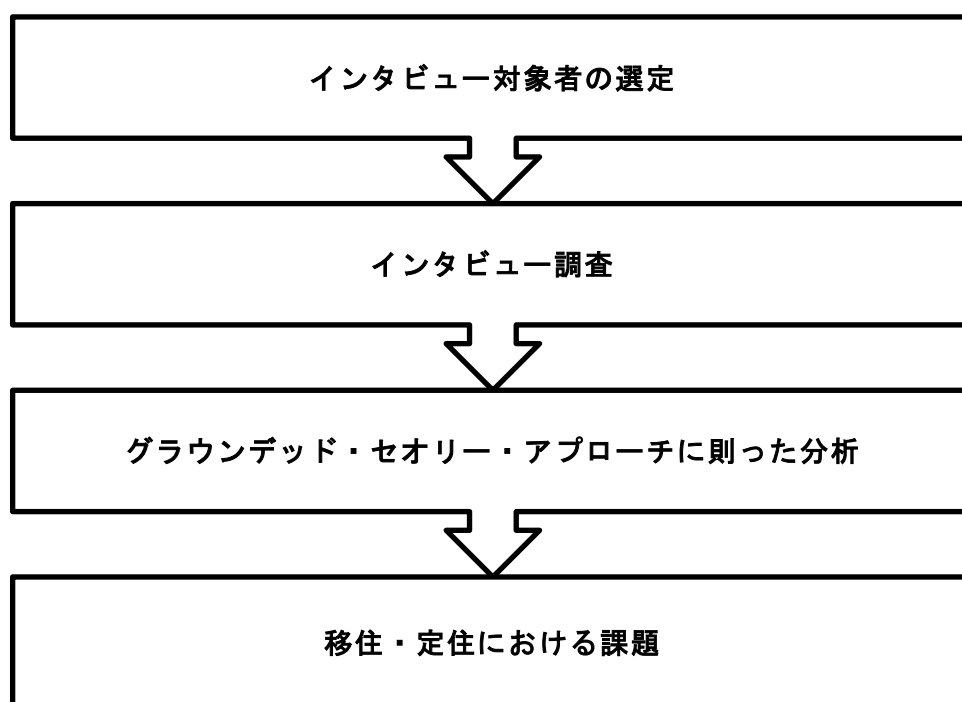 インタビュー対象者の選定
インタビュー調査
グラウンデッド・セオリー・アプローチに則った分析
移住・定住における課題